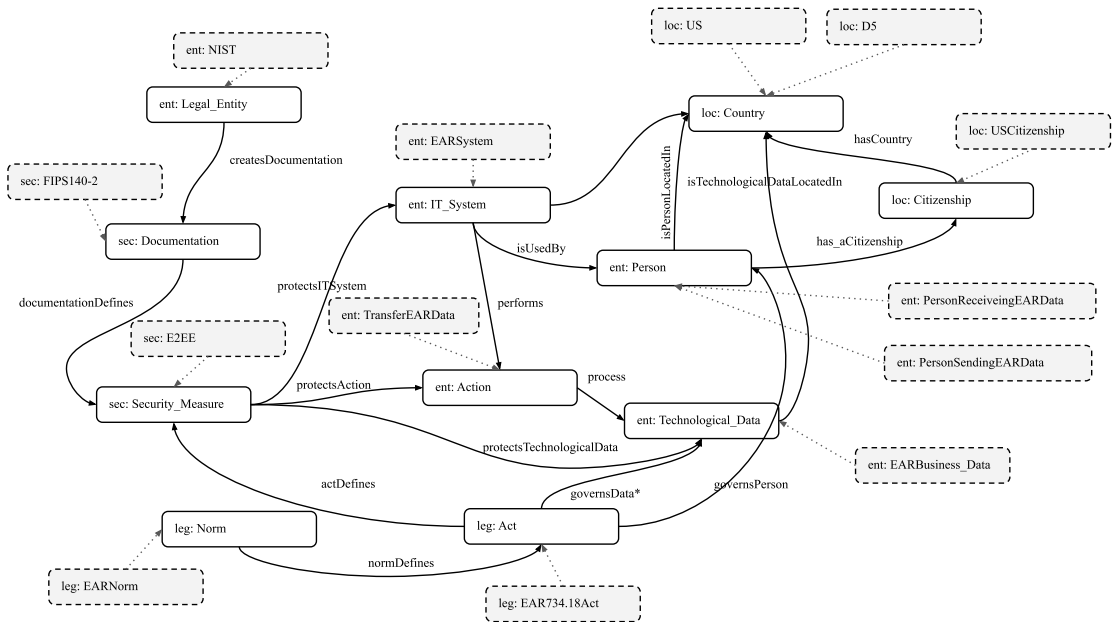 loc: US
loc: D5
ent: NIST
ent: Legal_Entity
loc: Country
loc: USCitizenship
ent: EARSystem
hasCountry
createsDocumentation
sec: FIPS140-2
isPersonLocatedIn
isTechnologicalDataLocatedIn
ent: IT_System
loc: Citizenship
sec: Documentation
isUsedBy
has_aCitizenship
ent: Person
protectsITSystem
documentationDefines
performs
ent: PersonReceiveingEARData
ent: TransferEARData
sec: E2EE
ent: PersonSendingEARData
process
protectsAction
ent: Action
sec: Security_Measure
ent: Technological_Data
protectsTechnologicalData
ent: EARBusiness_Data
actDefines
governsData*
governsPerson
leg: Norm
leg: Act
normDefines
leg: EARNorm
leg: EAR734.18Act